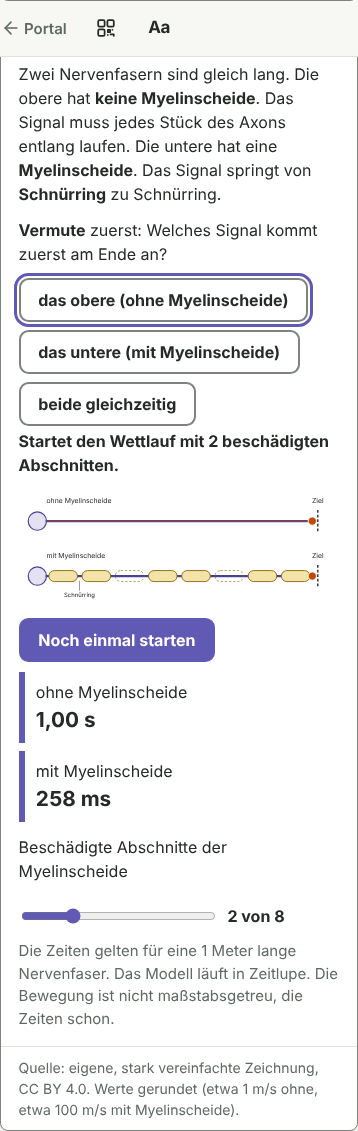 ← Portal Aa
Zwei Nervenfasern sind gleich lang. Die
obere hat keine Myelinscheide. Das
Signal muss jedes Stück des Axons
entlang laufen. Die untere hat eine
Myelinscheide. Das Signal springt von
Schnürring zu Schnürring.
Vermute zuerst: Welches Signal kommt
zuerst am Ende an?
das obere (ohne Myelinscheide)
das untere (mit Myelinscheide)
beide gleichzeitig
Startet den Wettlauf mit 2 beschädigten
Abschnitten.
ohne Myelinscheide Ziel
mit Myelinscheide Ziel
Schnürring
Noch einmal starten
ohne Myelinscheide
1,00 s
mit Myelinscheide
258 ms
Beschädigte Abschnitte der
Myelinscheide
2 von 8
Die Zeiten gelten für eine 1 Meter lange
Nervenfaser. Das Modell läuft in Zeitlupe. Die
Bewegung ist nicht maßstabsgetreu, die
Zeiten schon.
Quelle: eigene, stark vereinfachte Zeichnung,
CC BY 4.0. Werte gerundet (etwa 1 m/s ohne,
etwa 100 m/s mit Myelinscheide).